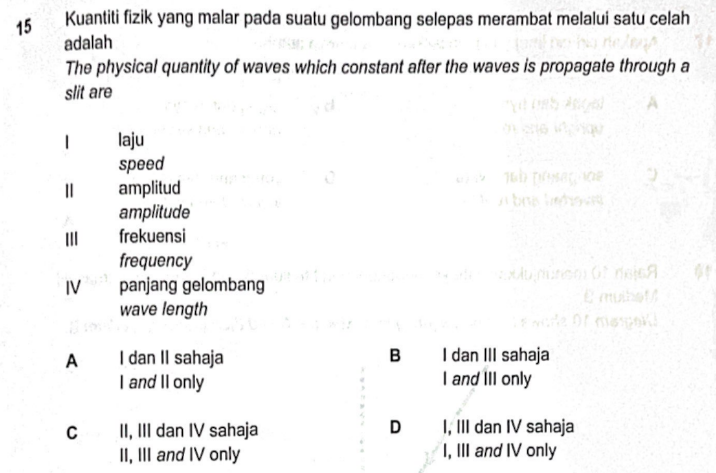 15 Kuantiti fizik yang malar pada suatu gelombang selepas merambat melalui satu celah
adalah
The physical quantity of waves which constant after the waves is propagate through a
slit are
I laju
speed
II amplitud
amplitude
III frekuensi
frequency
IV panjang gelombang
wave length
A I dan II sahaja B I dan III sahaja
I and II only I and III only
C II, III dan IV sahaja D I, III dan IV sahaja
II, III and IV only I, III and IV only